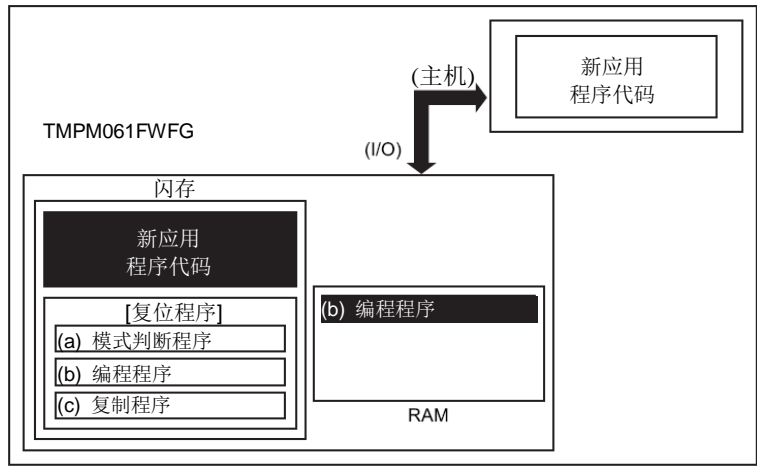 (主机)
新应用
程序代码
TMPM061FWFG
(I/O)
闪存
新应用
程序代码
[复位程序]
(a) 模式判断程序
(b) 编程程序
(c) 复制程序
(b) 编程程序
RAM